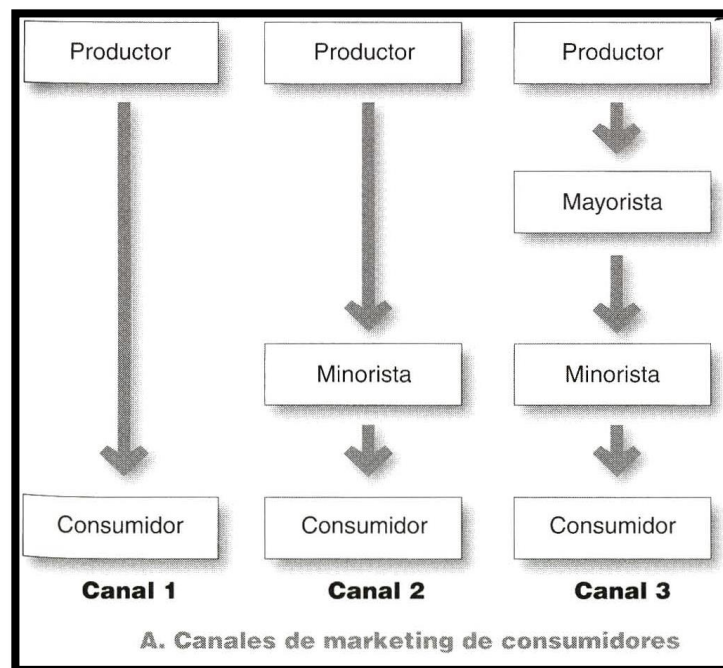 Productor
Productor
Productor
Mayorista
Minorista
Minorista
Consumidor
Consumidor
Consumidor
Canal 1
Canal 2
Canal 3
A. Canales de marketing de consumidores